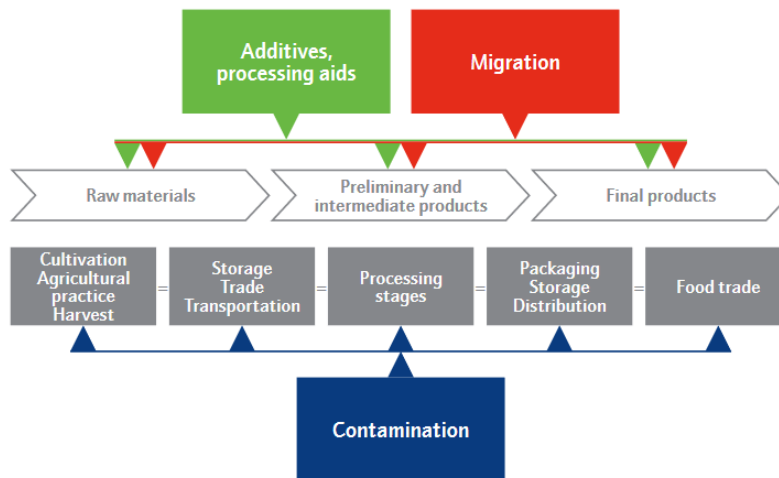 Additives,
processing aids
Migration
Raw materials
Preliminary and
intermediate products
Final products
Cultivation
Agricultural
practice
Harvest
=
Storage
Trade
Transportation
=
Processing
stages
=
Packaging
Storage
Distribution
=
Food trade
Contamination